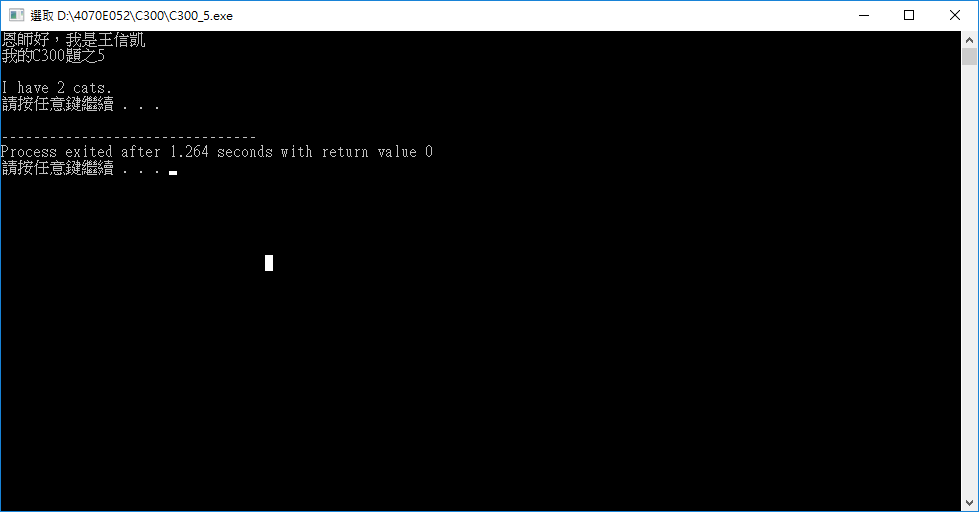 選取 D:\4070E052\C300\C300_5.exe
恩師好，我是王信凱
我的C300題之5
I have 2 cats.
請按任意鍵繼續 . . .
--------------------------------
Process exited after 1.264 seconds with return value 0
請按任意鍵繼續 . . .